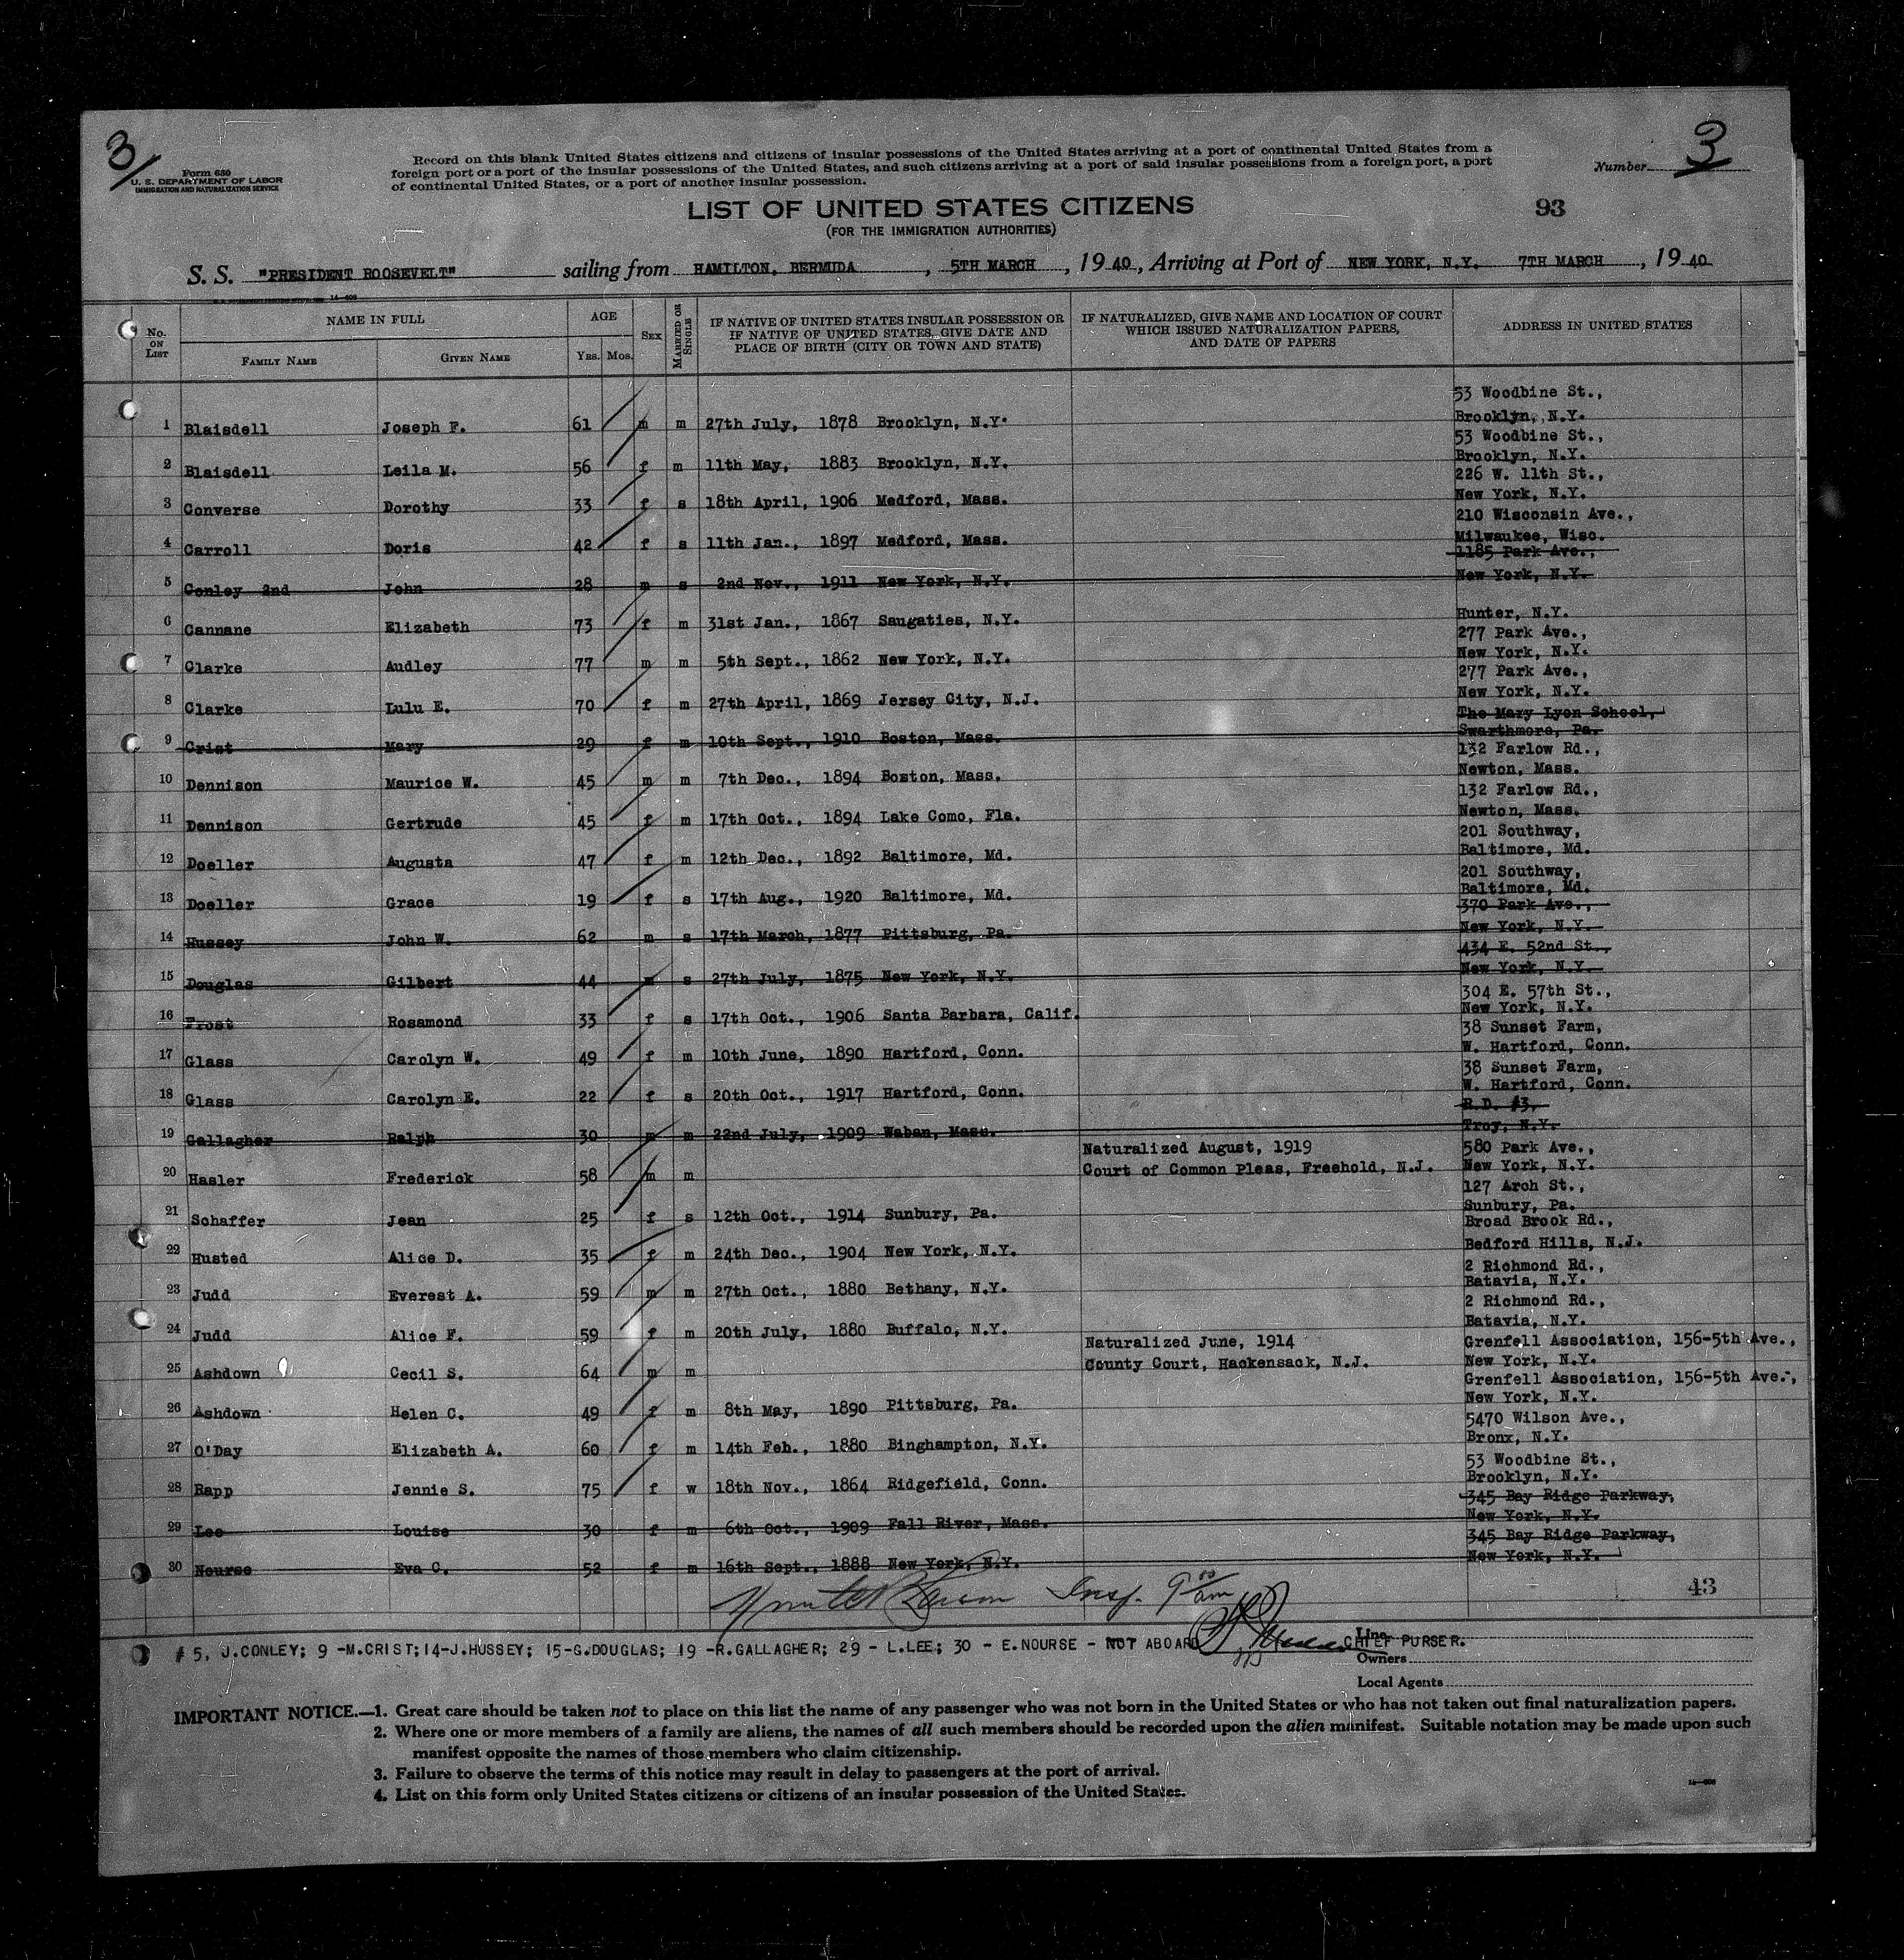 3/
Form 630
U. S. DEPARTMENT OF LABOR
IMMIGRATION AND NATURALIZATION SERVICE
Record on this blank United States citizens and citizens of insular possessions of the United States arriving at a port of continental United States from a
foreign port or a port of the insular possessions of the United States, and such citizens arriving at a port of said insular possessions from a foreign port, a port
of continental United States, or a port of another insular possession.
Number 3
LIST OF UNITED STATES CITIZENS
(FOR THE IMMIGRATION AUTHORITIES)
93
S. S. "PRESIDENT ROOSEVELT" sailing from HAMILTON, BERMUDA, 5TH MARCH, 1940, Arriving at Port of NEW YORK, N.Y. 7TH MARCH, 1940
No. ON LIST
NAME IN FULL
FAMILY NAME
GIVEN NAME
AGE
YRS. MOS.
SEX
MARRIED OR SINGLE
IF NATIVE OF UNITED STATES INSULAR POSSESSION OR
IF NATIVE OF UNITED STATES, GIVE DATE AND
PLACE OF BIRTH (CITY OR TOWN AND STATE)
IF NATURALIZED, GIVE NAME AND LOCATION OF COURT
WHICH ISSUED NATURALIZATION PAPERS,
AND DATE OF PAPERS
ADDRESS IN UNITED STATES
53 Woodbine St.,
1 Blaisdell Joseph F. 61 m m 27th July, 1878 Brooklyn, N.Y. Brooklyn, N.Y.
53 Woodbine St.,
2 Blaisdell Leila M. 56 f m 11th May, 1883 Brooklyn, N.Y. Brooklyn, N.Y.
226 W. 11th St.,
3 Converse Dorothy 33 f s 18th April, 1906 Medford, Mass. New York, N.Y.
210 Wisconsin Ave.,
4 Carroll Doris 42 f s 11th Jan., 1897 Medford, Mass. Milwaukee, Wisc.
1185 Park Ave.,
5 Conley 2nd John 28 m s 2nd Nov., 1911 New York, N.Y. New York, N.Y.
6 Cannane Elizabeth 73 f m 31st Jan., 1867 Saugaties, N.Y. Hunter, N.Y.
277 Park Ave.,
7 Clarke Audley 77 m m 5th Sept., 1862 New York, N.Y. New York, N.Y.
277 Park Ave.,
8 Clarke Lulu E. 70 f m 27th April, 1869 Jersey City, N.J. New York, N.Y.
The Mary Lyon School,
9 Crist Mary 29 f m 10th Sept., 1910 Boston, Mass. Swarthmore, Pa.
132 Farlow Rd.,
10 Dennison Maurice W. 45 m m 7th Dec., 1894 Boston, Mass. Newton, Mass.
132 Farlow Rd.,
11 Dennison Gertrude 45 f m 17th Oct., 1894 Lake Como, Fla. Newton, Mass.
201 Southway,
12 Doeller Augusta 47 f m 12th Dec., 1892 Baltimore, Md. Baltimore, Md.
201 Southway,
13 Doeller Grace 19 f s 17th Aug., 1920 Baltimore, Md. Baltimore, Md.
370 Park Ave.,
14 Hussey John W. 62 m s 17th March, 1877 Pittsburg, Pa. New York, N.Y.
434 E. 52nd St.,
15 Douglas Gilbert 44 m s 27th July, 1875 New York, N.Y. New York, N.Y.
304 E. 57th St.,
16 Frost Rosamond 33 f s 17th Oct., 1906 Santa Barbara, Calif. New York, N.Y.
38 Sunset Farm,
17 Glass Carolyn W. 49 f m 10th June, 1890 Hartford, Conn. W. Hartford, Conn.
38 Sunset Farm,
18 Glass Carolyn E. 22 f s 20th Oct., 1917 Hartford, Conn. W. Hartford, Conn.
R.D. #3,
19 Gallagher Ralph 30 m m 22nd July, 1909 Waban, Mass. Troy, N.Y.
Naturalized August, 1919 580 Park Ave.,
20 Hasler Frederick 58 m m Court of Common Pleas, Freehold, N.J. New York, N.Y.
127 Arch St.,
21 Schaffer Jean 25 f s 12th Oct., 1914 Sunbury, Pa. Sunbury, Pa.
Broad Brook Rd.,
22 Husted Alice D. 35 f m 24th Dec., 1904 New York, N.Y. Bedford Hills, N.J.
2 Richmond Rd.,
23 Judd Everest A. 59 m m 27th Oct., 1880 Bethany, N.Y. Batavia, N.Y.
2 Richmond Rd.,
24 Judd Alice F. 59 f m 20th July, 1880 Buffalo, N.Y. Batavia, N.Y.
Naturalized June, 1914 Grenfell Association, 156-5th Ave.,
25 Ashdown Cecil S. 64 m m County Court, Hackensack, N.J. New York, N.Y.
Grenfell Association, 156-5th Ave.,
26 Ashdown Helen C. 49 f m 8th May, 1890 Pittsburg, Pa. New York, N.Y.
5470 Wilson Ave.,
27 O'Day Elizabeth A. 60 f m 14th Feb., 1880 Binghampton, N.Y. Bronx, N.Y.
53 Woodbine St.,
28 Rapp Jennie S. 75 f w 18th Nov., 1864 Ridgefield, Conn. Brooklyn, N.Y.
345 Bay Ridge Parkway,
29 Lee Louise 30 f m 6th Oct., 1909 Fall River, Mass. New York, N.Y.
345 Bay Ridge Parkway,
30 Nourse Eva C. 52 f m 16th Sept., 1888 New York, N.Y. New York, N.Y.
Insp. 9 00 am
43
# 5, J.CONLEY; 9 -M.CRIST; 14-J.HUSSEY; 15-G.DOUGLAS; 19 -R.GALLAGHER; 29 - L.LEE; 30 - E.NOURSE - NOT ABOARD CHIEF PURSER.
Line
Owners
Local Agents
IMPORTANT NOTICE.—1. Great care should be taken not to place on this list the name of any passenger who was not born in the United States or who has not taken out final naturalization papers.
2. Where one or more members of a family are aliens, the names of all such members should be recorded upon the alien manifest. Suitable notation may be made upon such
manifest opposite the names of those members who claim citizenship.
3. Failure to observe the terms of this notice may result in delay to passengers at the port of arrival.
4. List on this form only United States citizens or citizens of an insular possession of the United States.